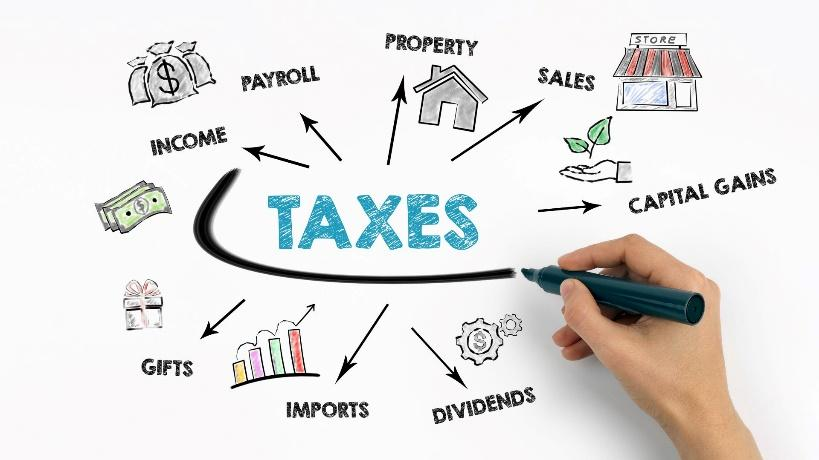 PROPERTY
STORE
PAYROLL
SALES
$
INCOME
CAPITAL GAINS
TAXES
$
GIFTS
$
IMPORTS
DIVIDENDS